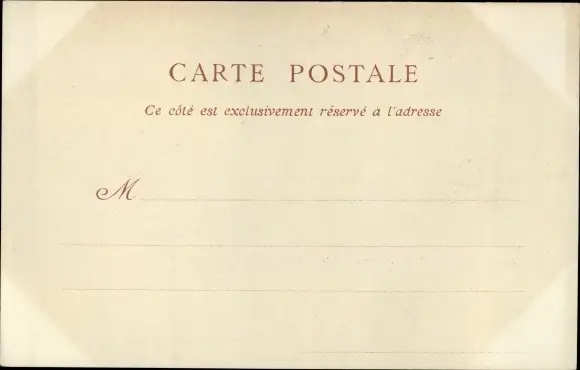 CARTE POSTALE
Ce côté est exclusivement réservé à l'adresse
M